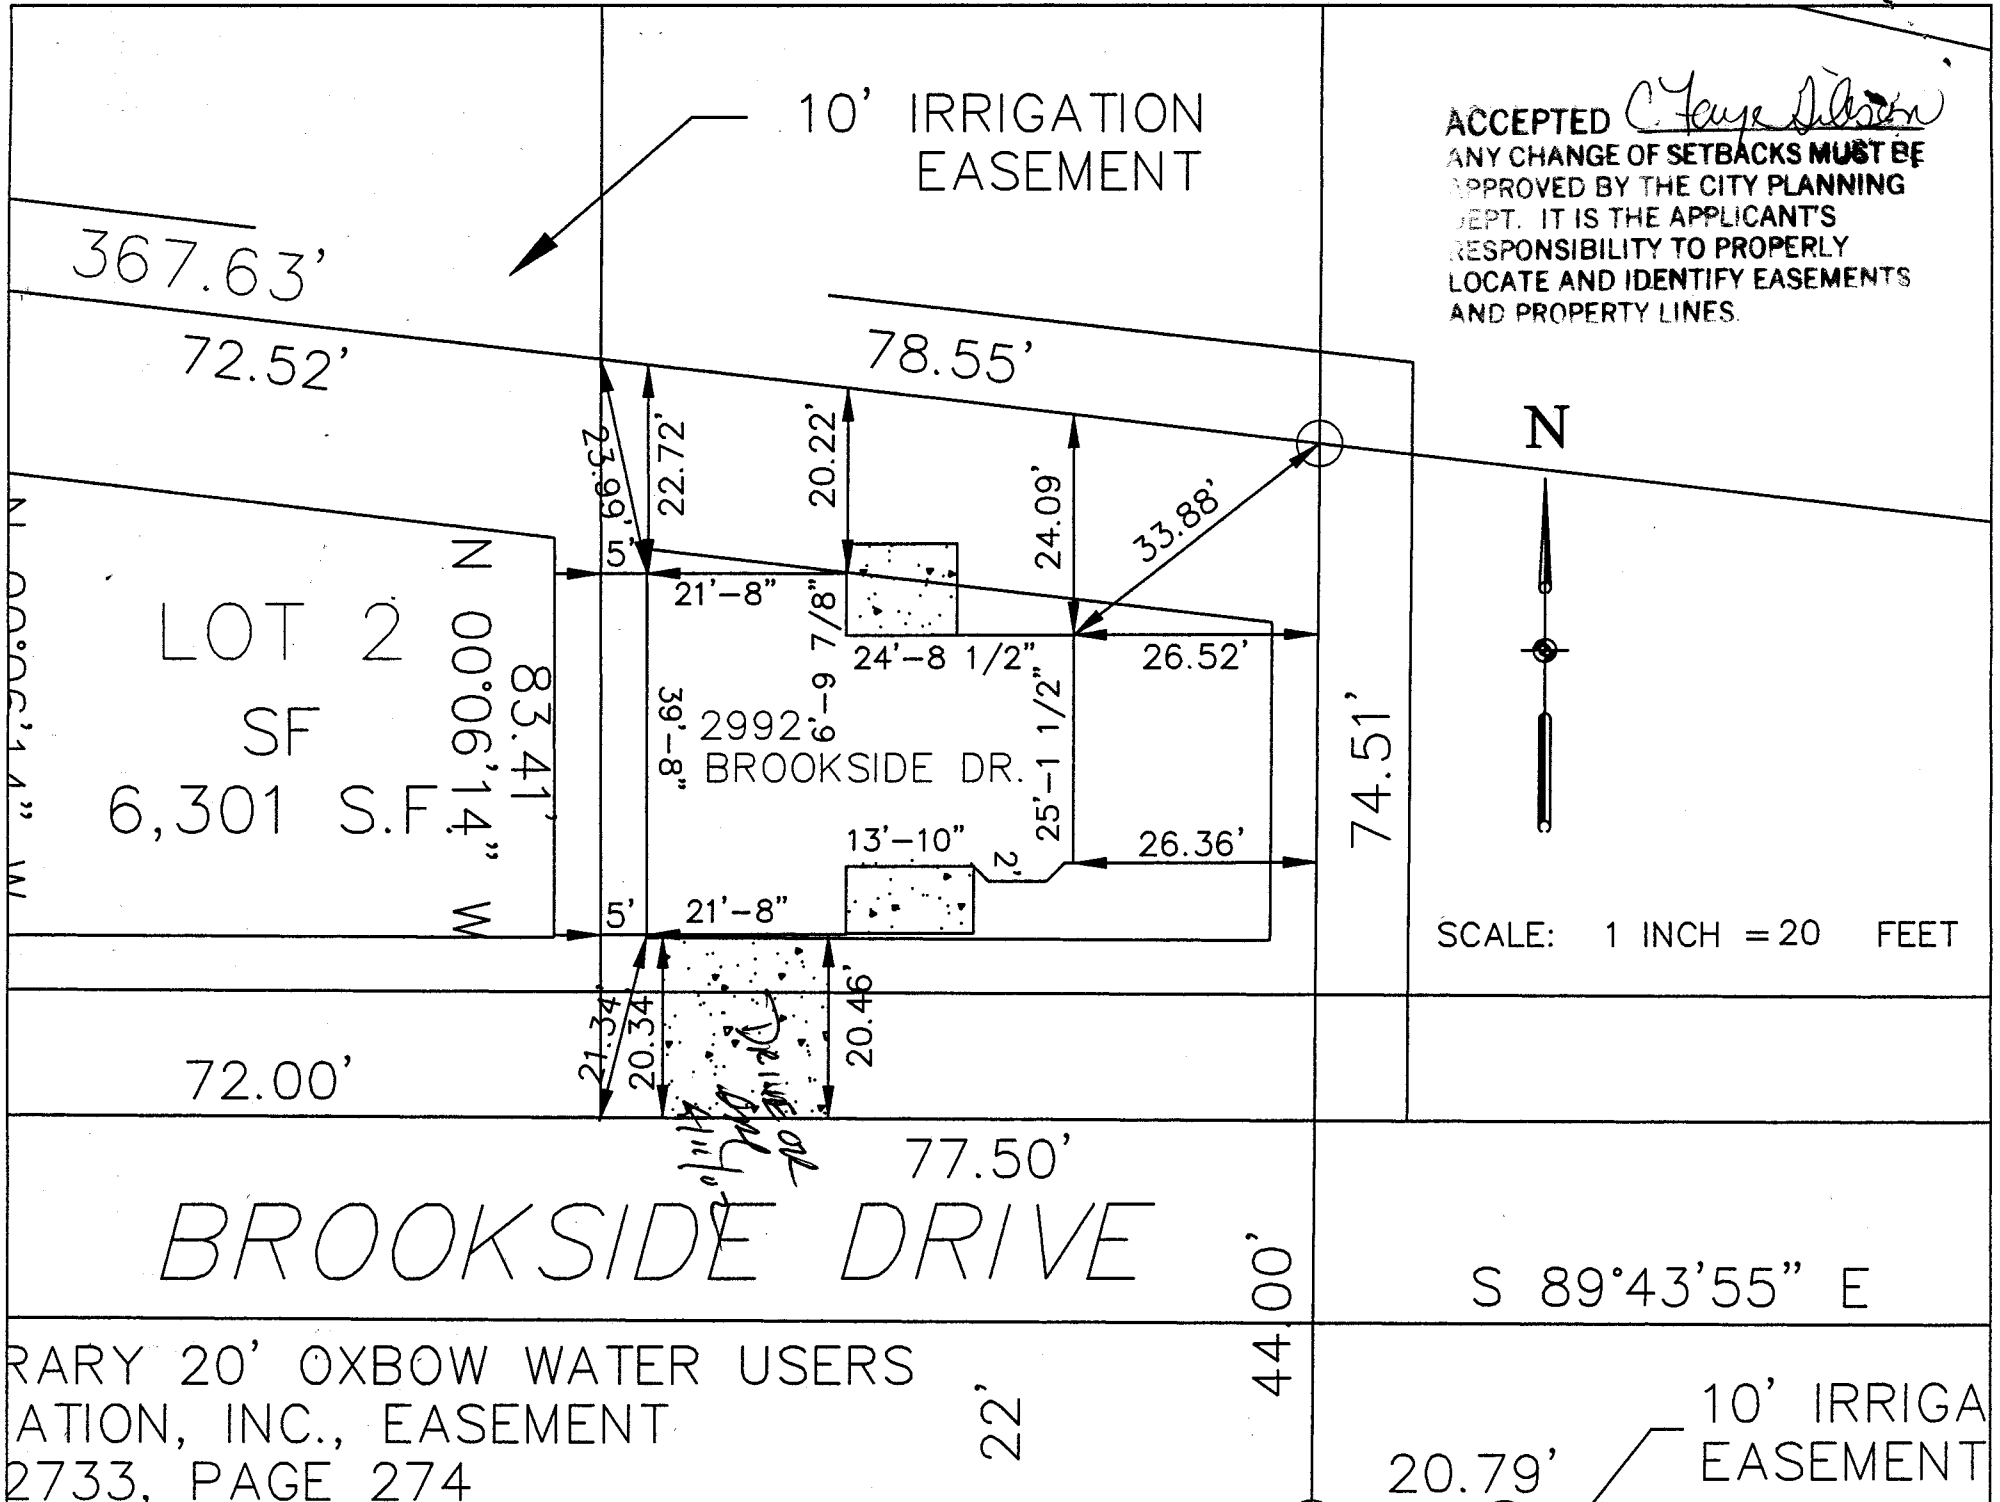 10' IRRIGATION
EASEMENT
ACCEPTED C Faye Gibson
ANY CHANGE OF SETBACKS MUST BE
APPROVED BY THE CITY PLANNING
DEPT. IT IS THE APPLICANT'S
RESPONSIBILITY TO PROPERLY
LOCATE AND IDENTIFY EASEMENTS
AND PROPERTY LINES.
367.63'
72.52'
78.55'
23.99'
22.72'
20.22'
24.09'
33.88'
N
5'
21'-8"
6'-9 7/8"
24'-8 1/2"
26.52'
LOT 2
SF
6,301 S.F.
N 00°06'14" W
N 00°06'14" W
83.41'
39'-8"
2992
BROOKSIDE DR.
25'-1 1/2"
74.51'
13'-10"
2'
26.36'
5'
21'-8"
SCALE: 1 INCH = 20 FEET
21.34'
20.34'
20.46'
72.00'
77.50'
BROOKSIDE DRIVE
44.00'
S 89°43'55" E
RARY 20' OXBOW WATER USERS
ATION, INC., EASEMENT
2733, PAGE 274
22'
20.79'
10' IRRIGA
EASEMENT